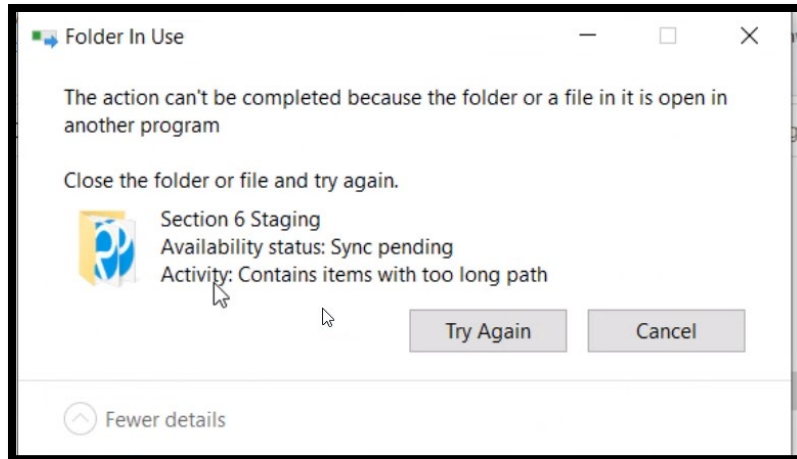 Folder In Use
The action can't be completed because the folder or a file in it is open in
another program
Close the folder or file and try again.
Section 6 Staging
Availability status: Sync pending
Activity: Contains items with too long path
Try Again
Cancel
Fewer details